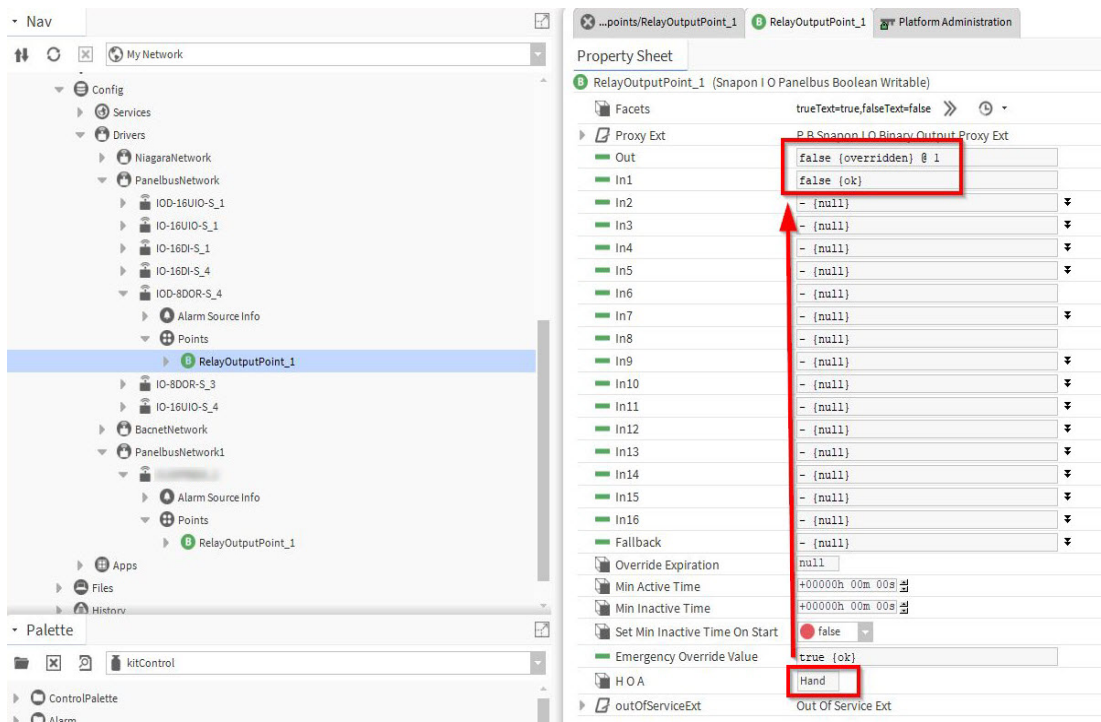 Nav
My Network
Config
Services
Drivers
NiagaraNetwork
PanelbusNetwork
IOD-16UIO-S_1
IO-16UIO-S_1
IO-16DI-S_1
IO-16DI-S_4
IOD-8DOR-S_4
Alarm Source Info
Points
B RelayOutputPoint_1
IO-8DOR-S_3
IO-16UIO-S_4
BacnetNetwork
PanelbusNetwork1
Alarm Source Info
Points
B RelayOutputPoint_1
Apps
Files
History
Palette
kitControl
ControlPalette
Alarm
...points/RelayOutputPoint_1 B RelayOutputPoint_1 Platform Administration
Property Sheet
B RelayOutputPoint_1 (Snapon I O Panelbus Boolean Writable)
Facets trueText=true,falseText=false
Proxy Ext P B Snapon I O Binary Output Proxy Ext
Out false {overridden} @ 1
In1 false {ok}
In2 - {null}
In3 - {null}
In4 - {null}
In5 - {null}
In6 - {null}
In7 - {null}
In8 - {null}
In9 - {null}
In10 - {null}
In11 - {null}
In12 - {null}
In13 - {null}
In14 - {null}
In15 - {null}
In16 - {null}
Fallback - {null}
Override Expiration null
Min Active Time +00000h 00m 00s
Min Inactive Time +00000h 00m 00s
Set Min Inactive Time On Start false
Emergency Override Value true {ok}
H O A Hand
outOfServiceExt Out Of Service Ext